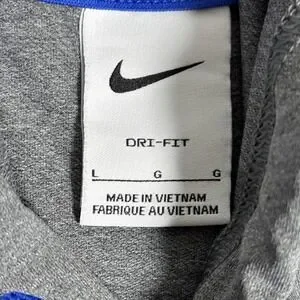 DRI-FIT
L G G
MADE IN VIETNAM
FABRIQUE AU VIETNAM